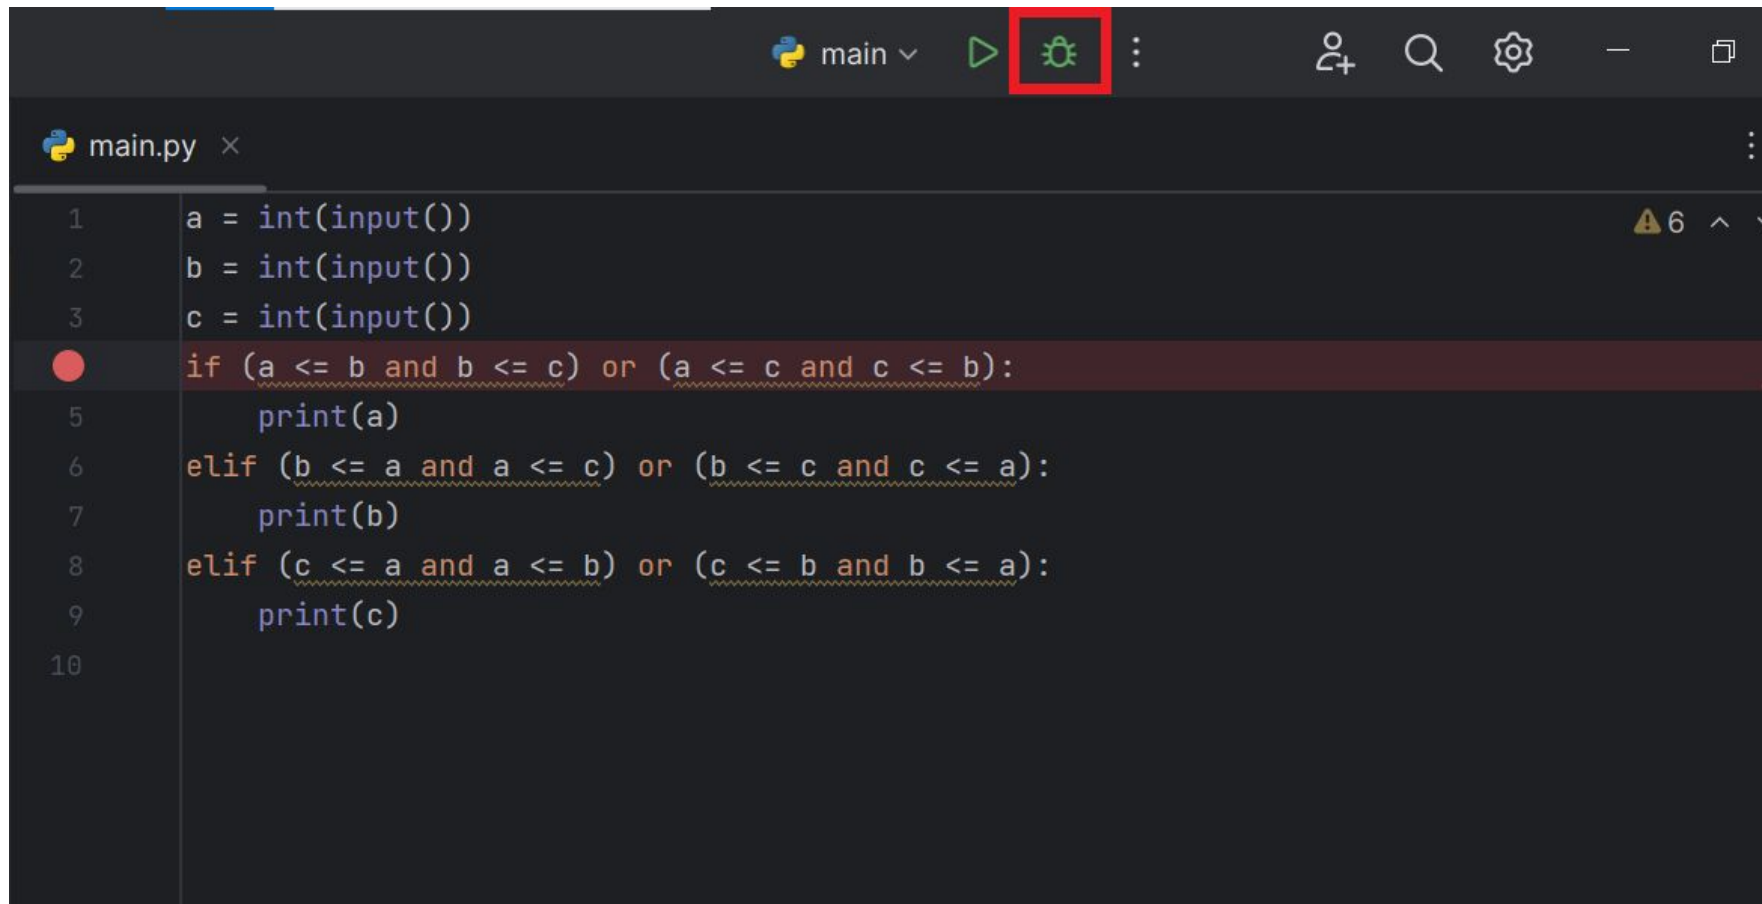 main
main.py
6
1 a = int(input())
2 b = int(input())
3 c = int(input())
if (a <= b and b <= c) or (a <= c and c <= b):
5     print(a)
6 elif (b <= a and a <= c) or (b <= c and c <= a):
7     print(b)
8 elif (c <= a and a <= b) or (c <= b and b <= a):
9     print(c)
10